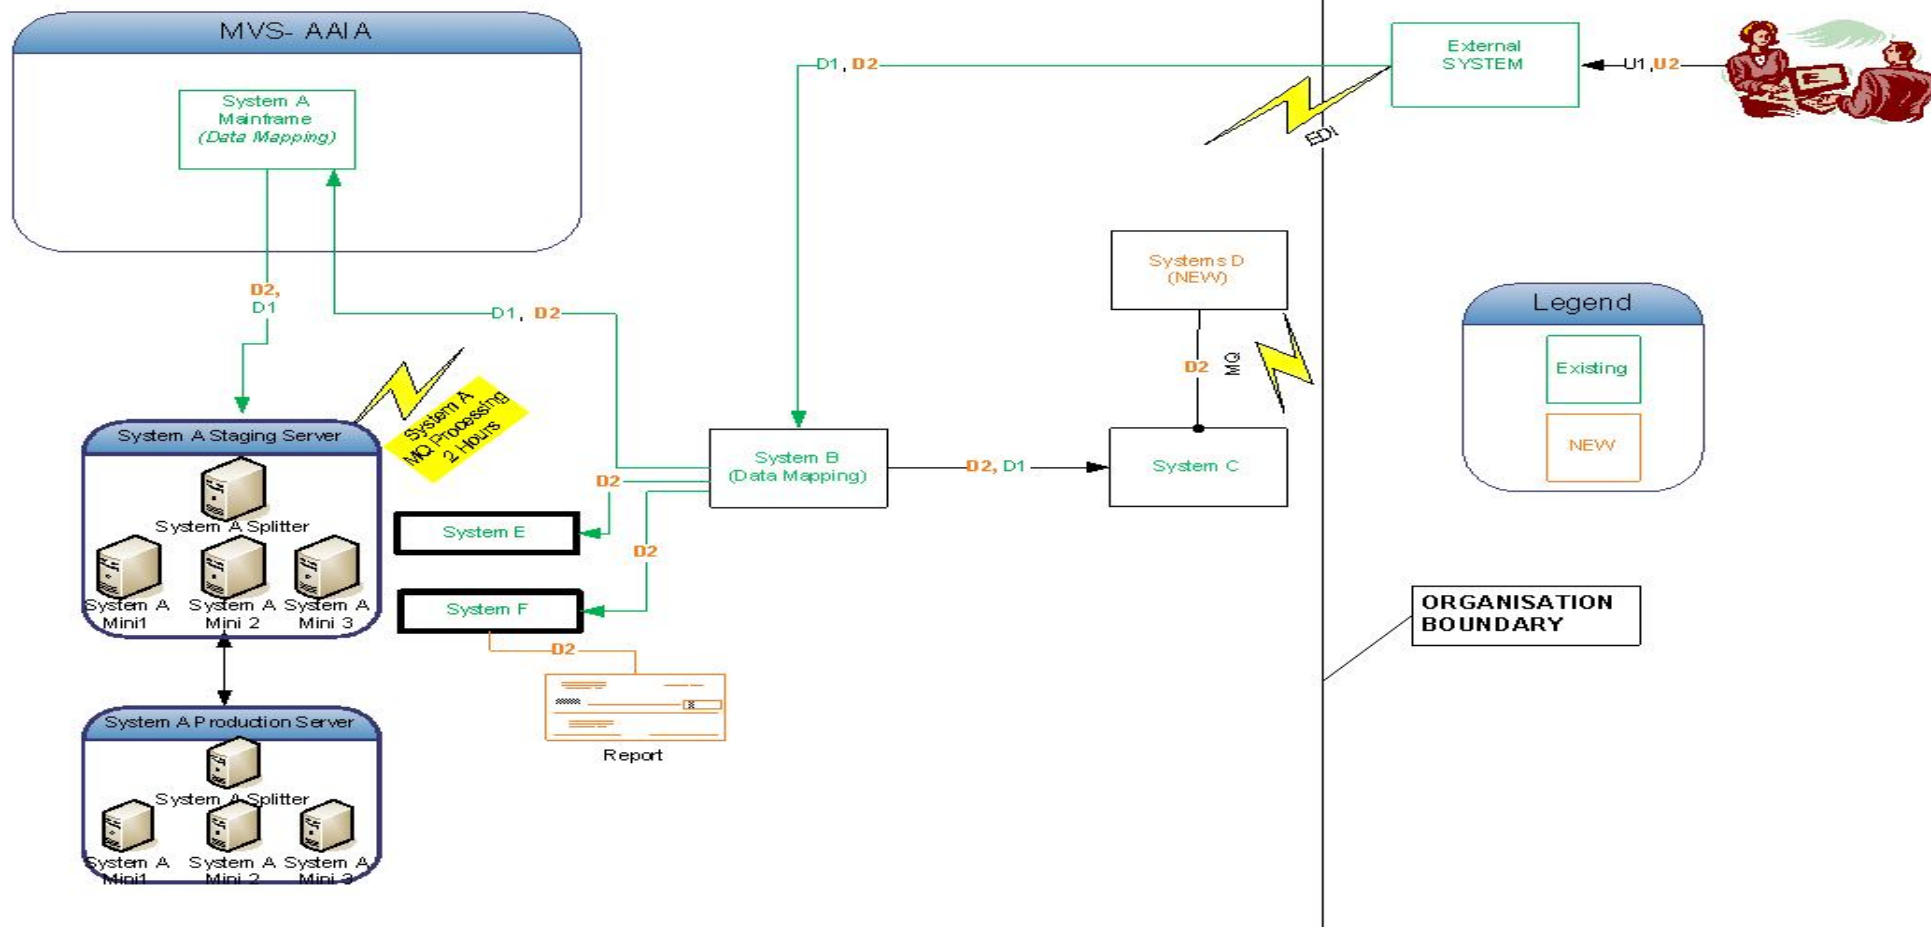 MVS- AAIA
System A
Mainframe
(Data Mapping)
D2,
D1
D1, D2
D1, D2
External
SYSTEM
U1,U2
EDI
Systems D
(NEW)
D2
MQ
Legend
Existing
NEW
System A
MQ Processing
2 Hours
System A Staging Server
System A Splitter
System A
Mini1
System A
Mini 2
System A
Mini 3
System B
(Data Mapping)
D2, D1
System C
D2
System E
D2
System F
D2
Report
ORGANISATION
BOUNDARY
System A Production Server
System A Splitter
System A
Mini1
System A
Mini 2
System A
Mini 3